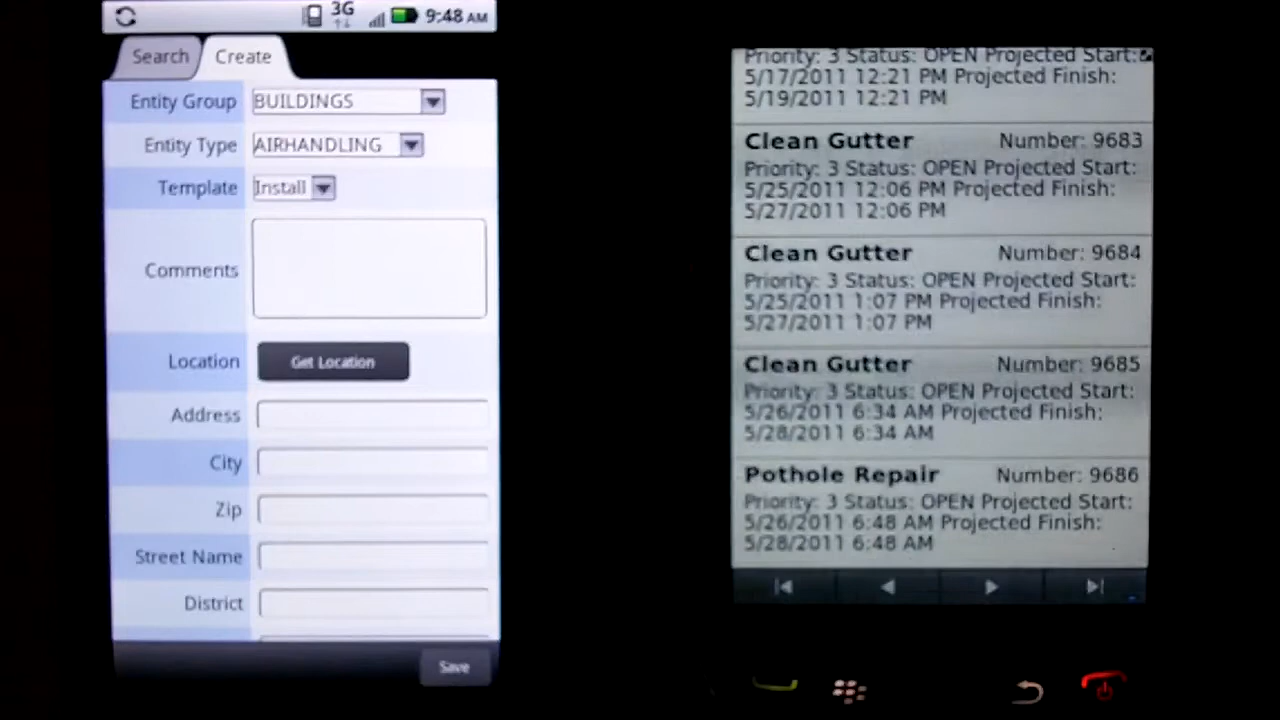 3G 9:48 AM
Search Create
Entity Group BUILDINGS
Entity Type AIRHANDLING
Template Install
Comments
Location Get Location
Address
City
Zip
Street Name
District
Save
Priority: 3 Status: OPEN Projected Start:
5/17/2011 12:21 PM Projected Finish:
5/19/2011 12:21 PM
Clean Gutter Number: 9683
Priority: 3 Status: OPEN Projected Start:
5/25/2011 12:06 PM Projected Finish:
5/27/2011 12:06 PM
Clean Gutter Number: 9684
Priority: 3 Status: OPEN Projected Start:
5/25/2011 1:07 PM Projected Finish:
5/27/2011 1:07 PM
Clean Gutter Number: 9685
Priority: 3 Status: OPEN Projected Start:
5/26/2011 6:34 AM Projected Finish:
5/28/2011 6:34 AM
Pothole Repair Number: 9686
Priority: 3 Status: OPEN Projected Start:
5/26/2011 6:48 AM Projected Finish:
5/28/2011 6:48 AM